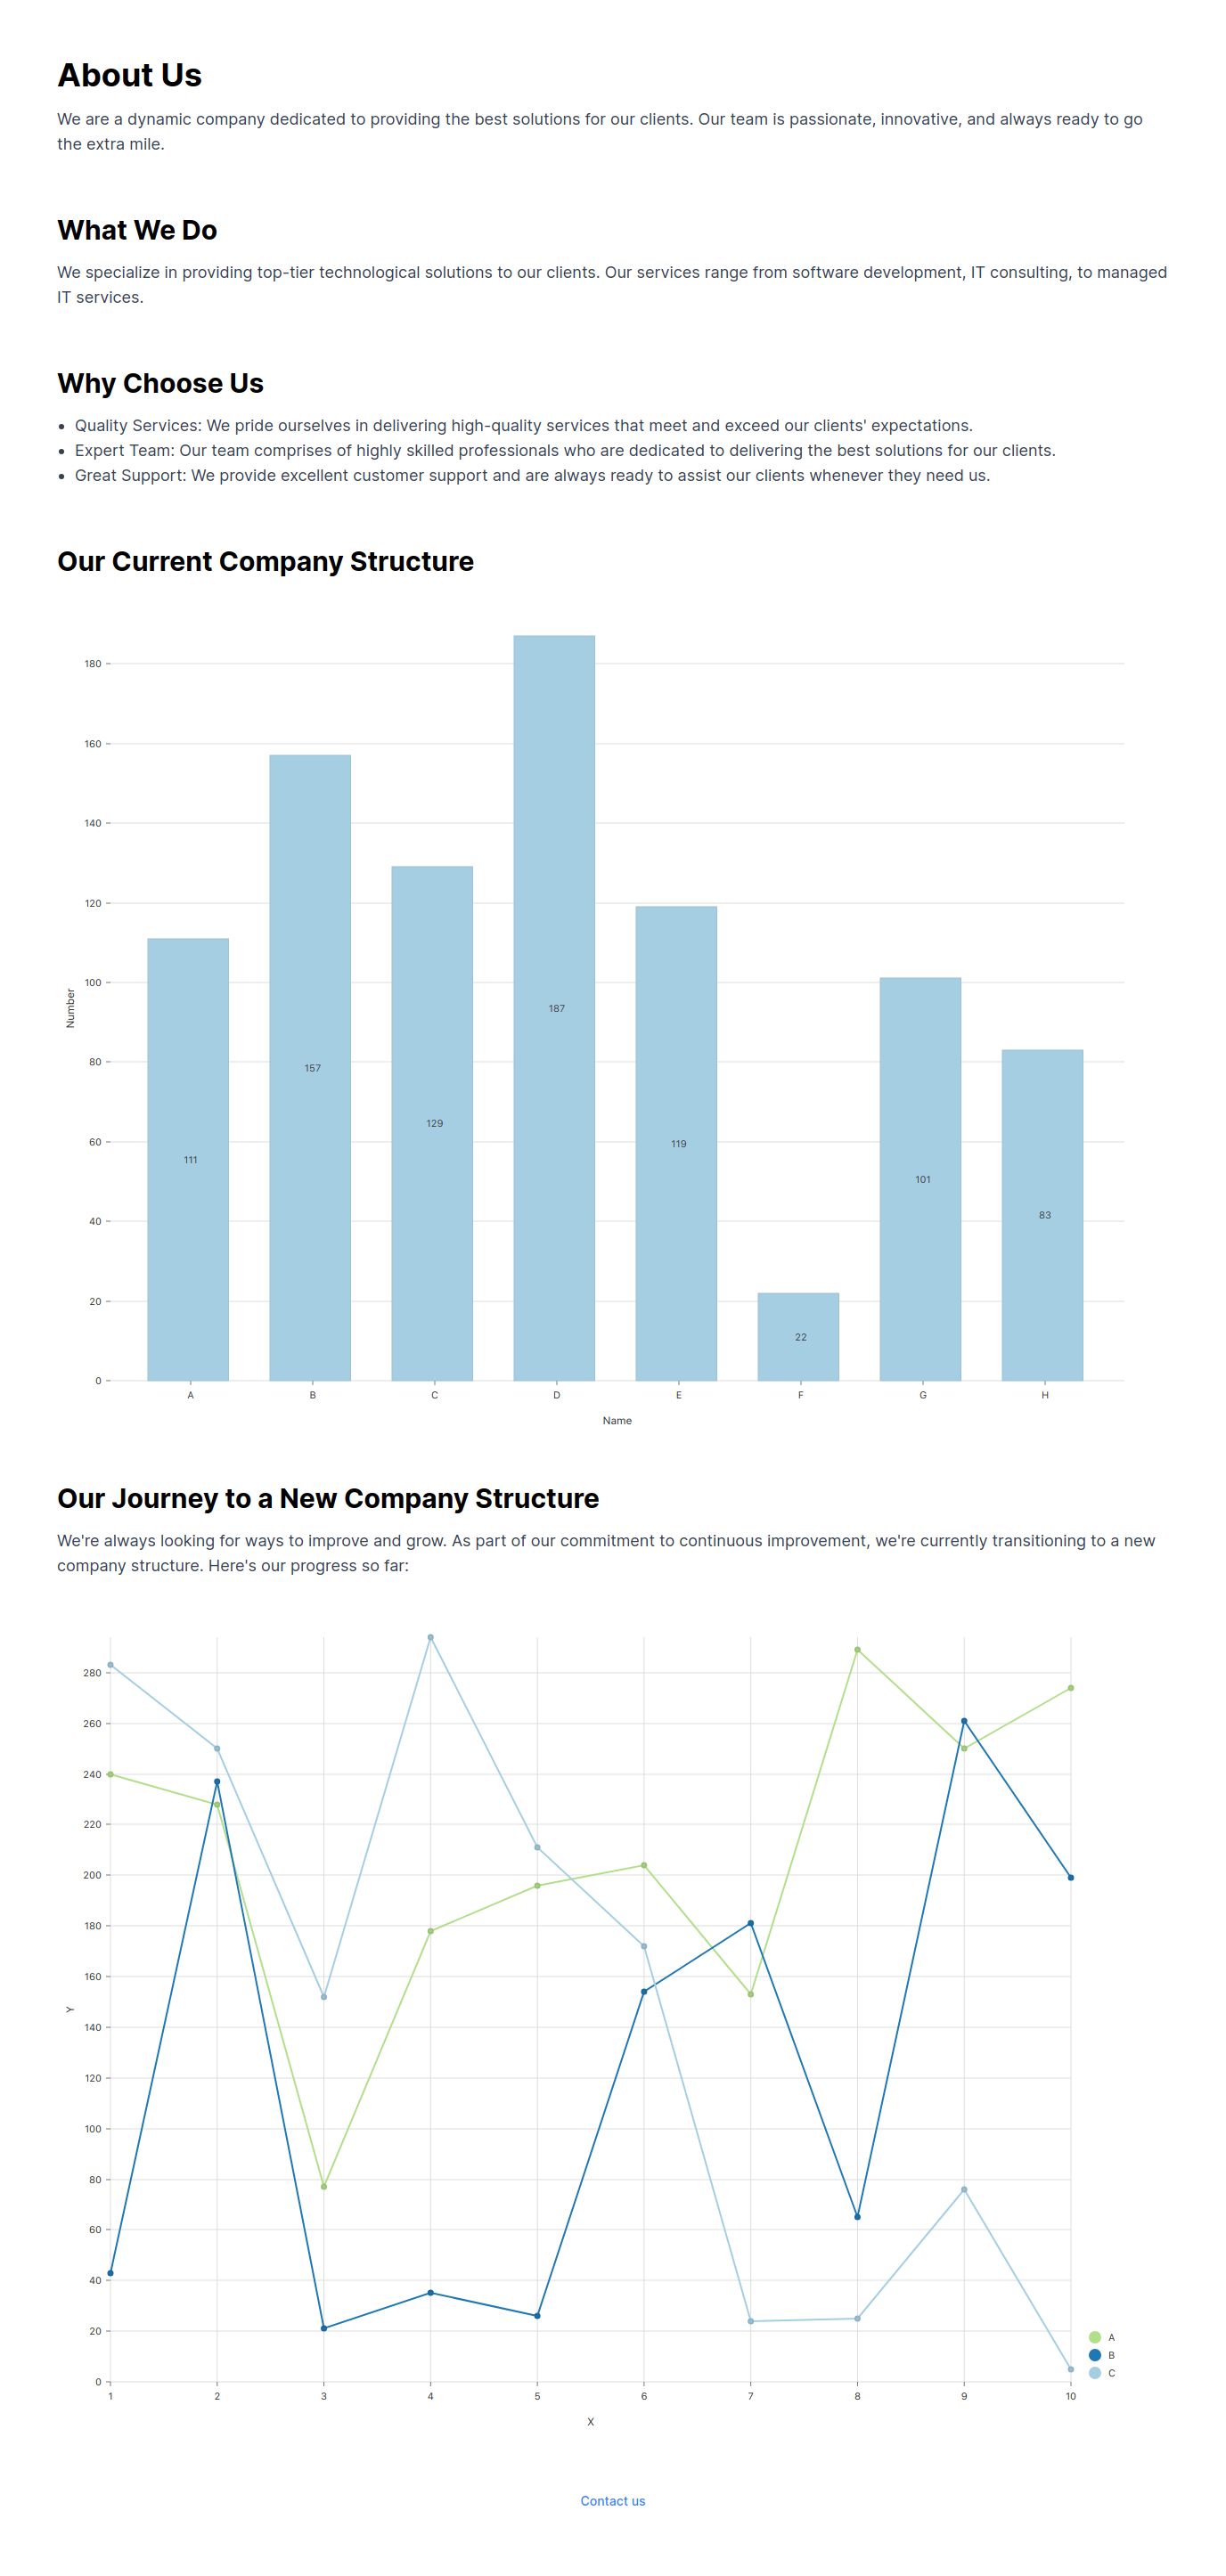 About Us
We are a dynamic company dedicated to providing the best solutions for our clients. Our team is passionate, innovative, and always ready to go
the extra mile.
What We Do
We specialize in providing top-tier technological solutions to our clients. Our services range from software development, IT consulting, to managed
IT services.
Why Choose Us
• Quality Services: We pride ourselves in delivering high-quality services that meet and exceed our clients' expectations.
• Expert Team: Our team comprises of highly skilled professionals who are dedicated to delivering the best solutions for our clients.
• Great Support: We provide excellent customer support and are always ready to assist our clients whenever they need us.
Our Current Company Structure
180
160
140
120
100
80
60
40
20
0
Number
111
157
129
187
119
22
101
83
A B C D E F G H
Name
Our Journey to a New Company Structure
We're always looking for ways to improve and grow. As part of our commitment to continuous improvement, we're currently transitioning to a new
company structure. Here's our progress so far:
280
260
240
220
200
180
160
140
120
100
80
60
40
20
0
Y
1 2 3 4 5 6 7 8 9 10
X
A
B
C
Contact us